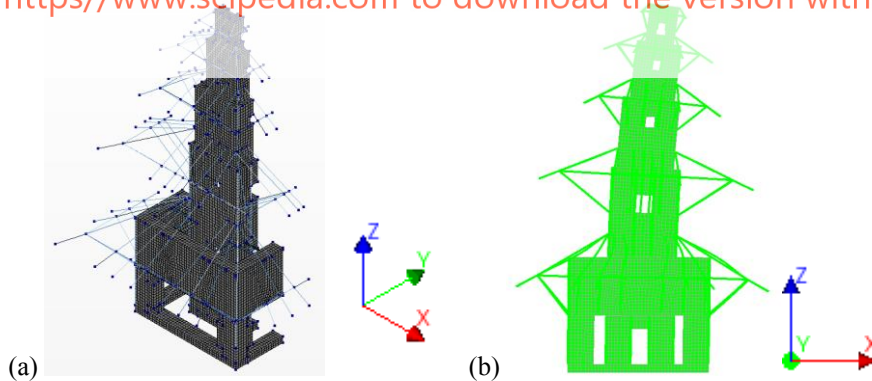 https//www.scipedia.com to download the version with
Z
Y
X
Z
Y
X
(a)
(b)